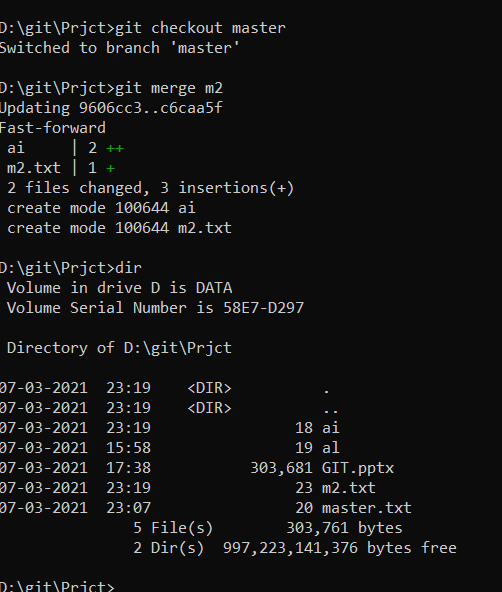 D:\git\Prjct>git checkout master
Switched to branch 'master'
D:\git\Prjct>git merge m2
Updating 9606cc3..c6caa5f
Fast-forward
 ai     | 2 ++
 m2.txt | 1 +
 2 files changed, 3 insertions(+)
 create mode 100644 ai
 create mode 100644 m2.txt
D:\git\Prjct>dir
 Volume in drive D is DATA
 Volume Serial Number is 58E7-D297
 Directory of D:\git\Prjct
07-03-2021  23:19    <DIR>          .
07-03-2021  23:19    <DIR>          ..
07-03-2021  23:19                18 ai
07-03-2021  15:58                19 al
07-03-2021  17:38           303,681 GIT.pptx
07-03-2021  23:19                23 m2.txt
07-03-2021  23:07                20 master.txt
               5 File(s)        303,761 bytes
               2 Dir(s)  997,223,141,376 bytes free
D:\git\Prjct>